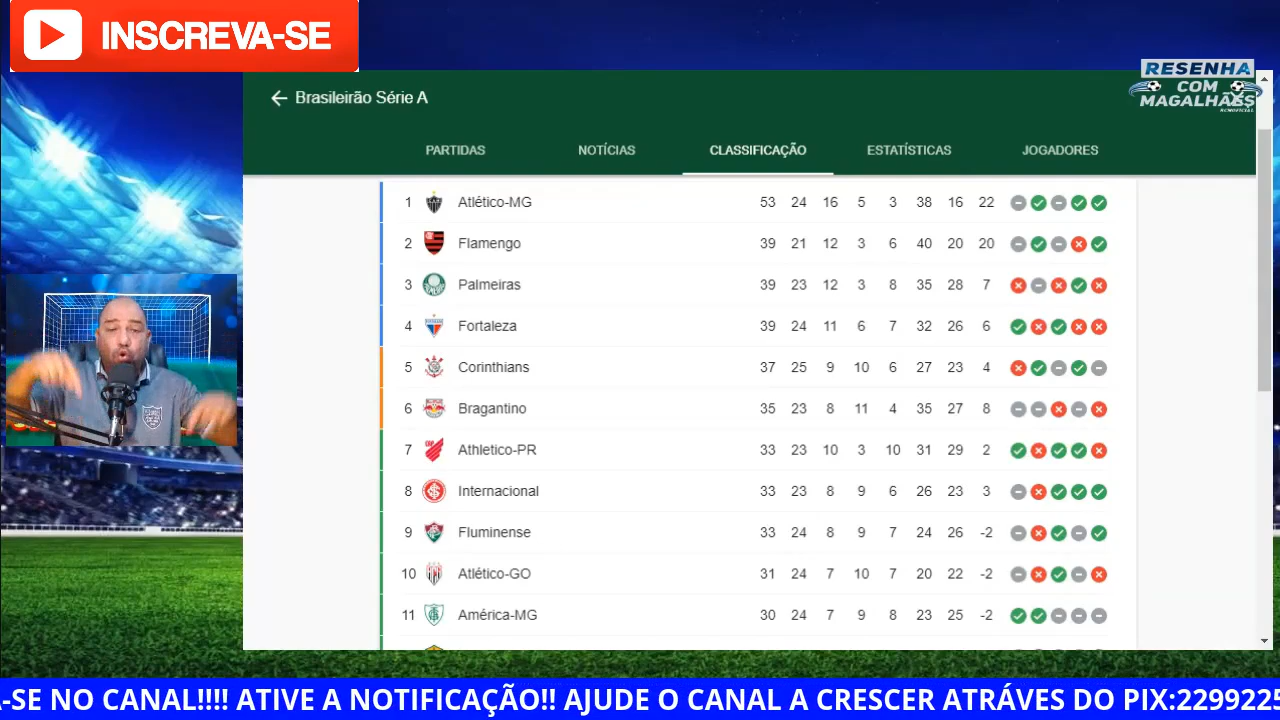 INSCREVA-SE
RESENHA
COM
MAGALHÃES
Brasileirão Série A
PARTIDAS NOTÍCIAS CLASSIFICAÇÃO ESTATÍSTICAS JOGADORES
1 Atlético-MG 53 24 16 5 3 38 16 22
2 Flamengo 39 21 12 3 6 40 20 20
3 Palmeiras 39 23 12 3 8 35 28 7
4 Fortaleza 39 24 11 6 7 32 26 6
5 Corinthians 37 25 9 10 6 27 23 4
6 Bragantino 35 23 8 11 4 35 27 8
7 Athletico-PR 33 23 10 3 10 31 29 2
8 Internacional 33 23 8 9 6 26 23 3
9 Fluminense 33 24 8 9 7 24 26 -2
10 Atlético-GO 31 24 7 10 7 20 22 -2
11 América-MG 30 24 7 9 8 23 25 -2
-SE NO CANAL!!!! ATIVE A NOTIFICAÇÃO!! AJUDE O CANAL A CRESCER ATRÁVES DO PIX:2299225